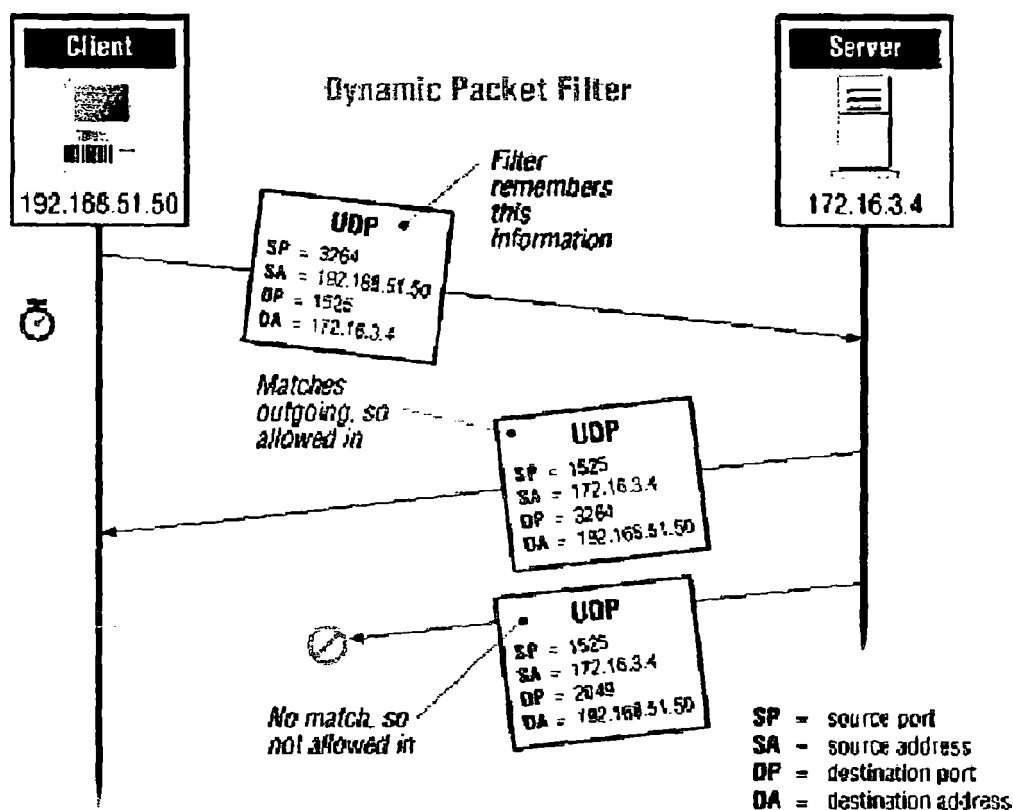 Client
192.168.51.50
Dynamic Packet Filter
Server
172.16.3.4
Filter
remembers
this
information
UDP
SP = 3264
SA = 192.168.51.50
DP = 1525
DA = 172.16.3.4
Matches
outgoing, so
allowed in
UDP
SP = 1525
SA = 172.16.3.4
DP = 3264
DA = 192.168.51.50
UDP
SP = 1525
SA = 172.16.3.4
DP = 2049
DA = 192.168.51.50
No match, so
not allowed in
SP = source port
SA = source address
DP = destination port
DA = destination address